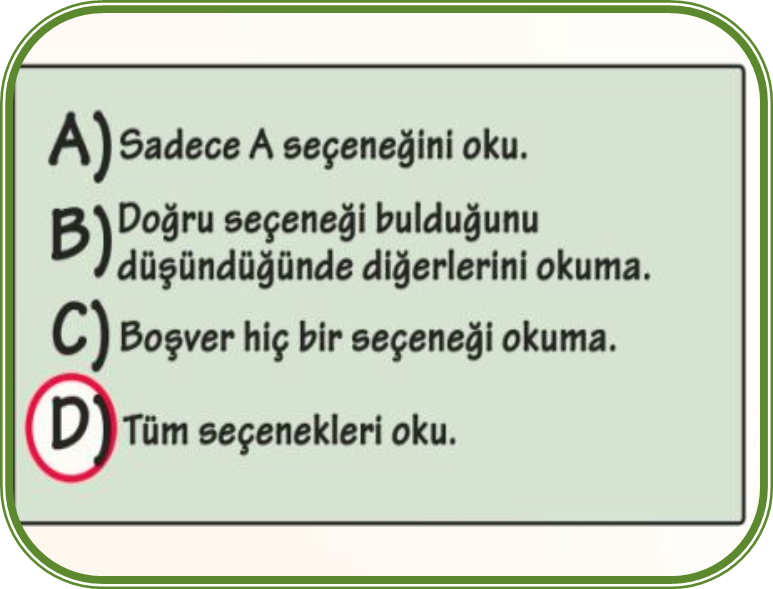 A) Sadece A seçeneğini oku.
B) Doğru seçeneği bulduğunu
düşündüğünde diğerlerini okuma.
C) Boşver hiç bir seçeneği okuma.
D) Tüm seçenekleri oku.